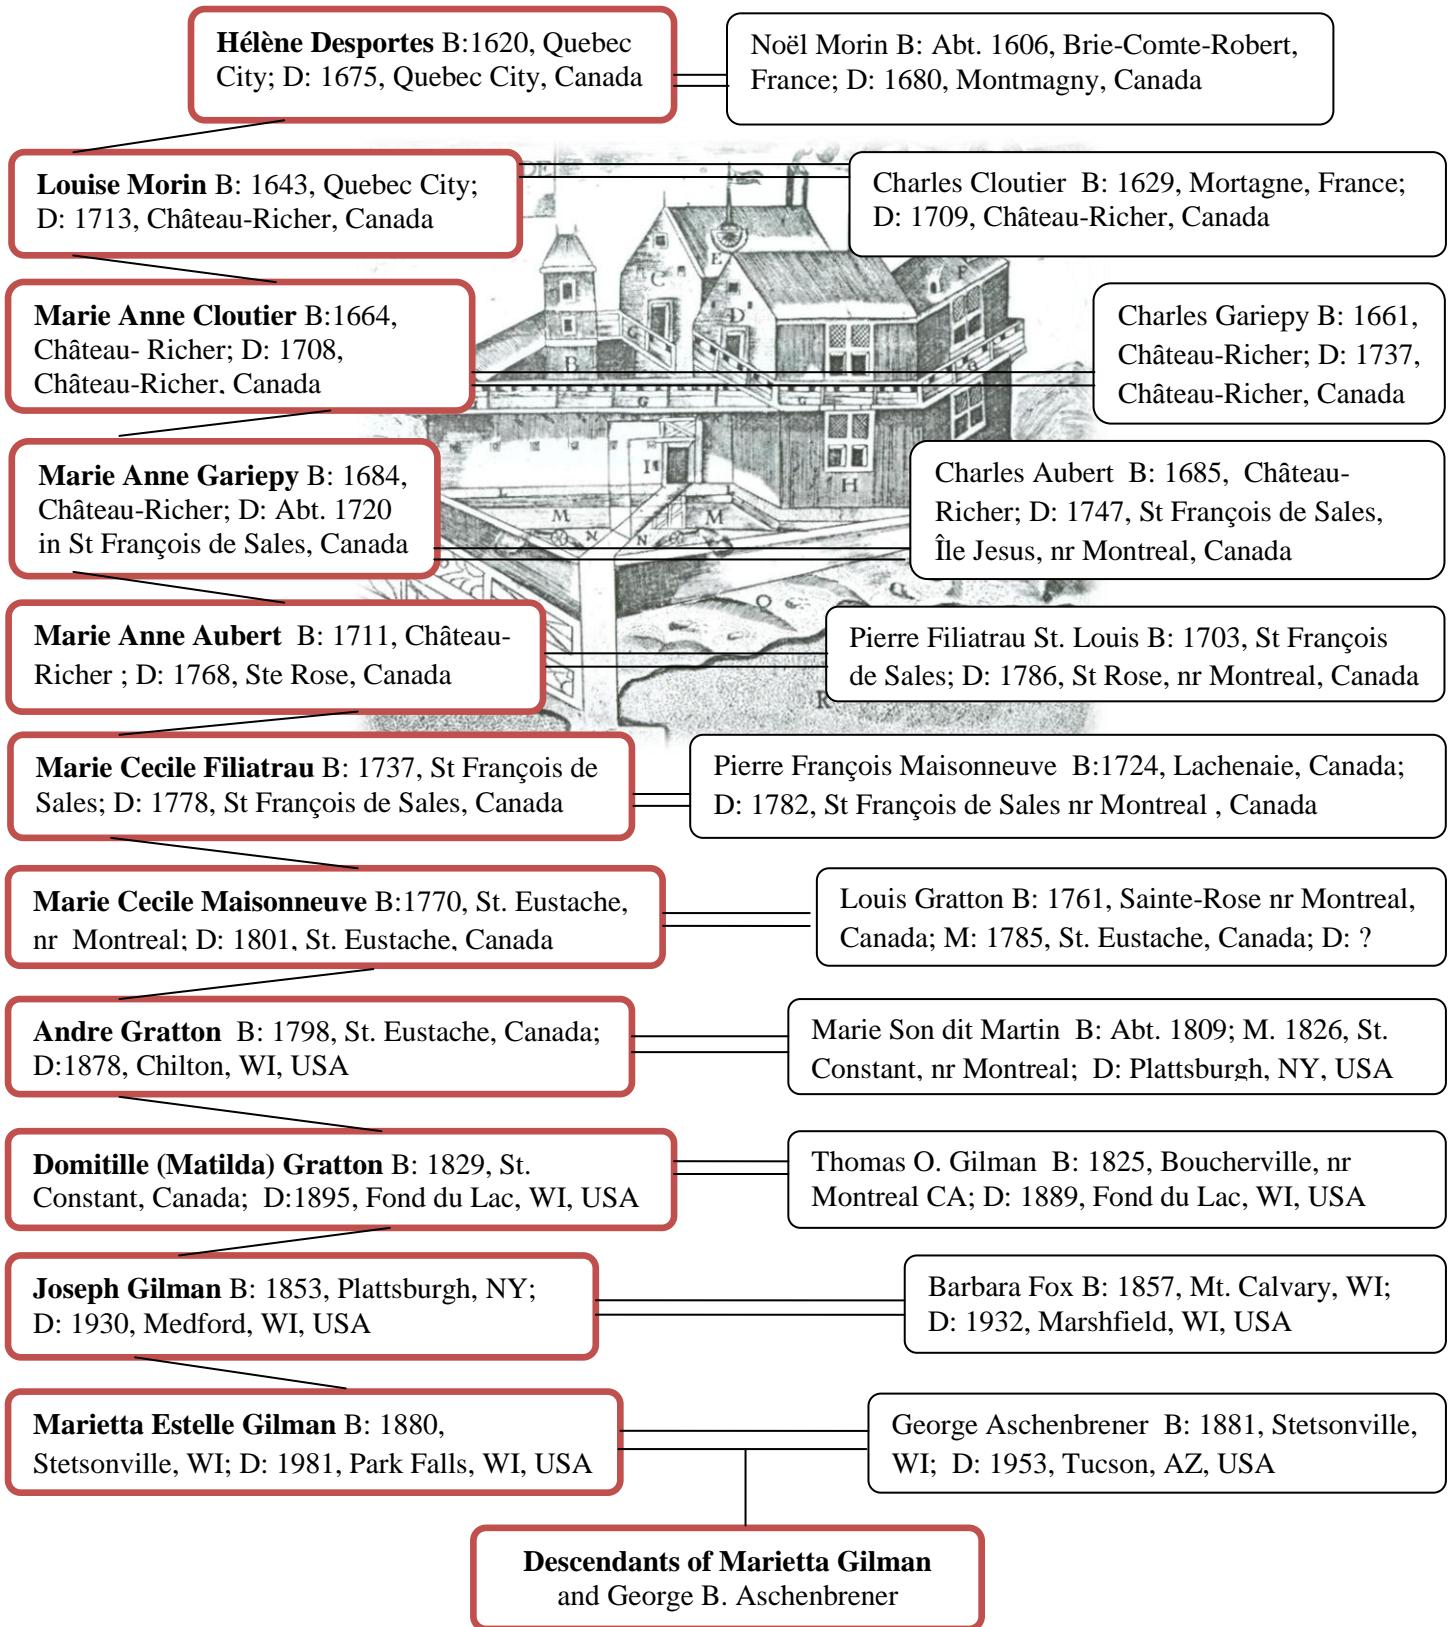 Hélène Desportes B:1620, Quebec
City; D: 1675, Quebec City, Canada
Noël Morin B: Abt. 1606, Brie-Comte-Robert,
France; D: 1680, Montmagny, Canada
Louise Morin B: 1643, Quebec City;
D: 1713, Château-Richer, Canada
Charles Cloutier B: 1629, Mortagne, France;
D: 1709, Château-Richer, Canada
Marie Anne Cloutier B:1664,
Château- Richer; D: 1708,
Château-Richer, Canada
Charles Gariepy B: 1661,
Château-Richer; D: 1737,
Château-Richer, Canada
Marie Anne Gariepy B: 1684,
Château-Richer; D: Abt. 1720
in St François de Sales, Canada
Charles Aubert B: 1685, Château-
Richer; D: 1747, St François de Sales,
Île Jesus, nr Montreal, Canada
Marie Anne Aubert B: 1711, Château-
Richer ; D: 1768, Ste Rose, Canada
Pierre Filiatrau St. Louis B: 1703, St François
de Sales; D: 1786, St Rose, nr Montreal, Canada
Marie Cecile Filiatrau B: 1737, St François de
Sales; D: 1778, St François de Sales, Canada
Pierre François Maisonneuve B:1724, Lachenaie, Canada;
D: 1782, St François de Sales nr Montreal , Canada
Marie Cecile Maisonneuve B:1770, St. Eustache,
nr Montreal; D: 1801, St. Eustache, Canada
Louis Gratton B: 1761, Sainte-Rose nr Montreal,
Canada; M: 1785, St. Eustache, Canada; D: ?
Andre Gratton B: 1798, St. Eustache, Canada;
D:1878, Chilton, WI, USA
Marie Son dit Martin B: Abt. 1809; M. 1826, St.
Constant, nr Montreal; D: Plattsburgh, NY, USA
Domitille (Matilda) Gratton B: 1829, St.
Constant, Canada; D:1895, Fond du Lac, WI, USA
Thomas O. Gilman B: 1825, Boucherville, nr
Montreal CA; D: 1889, Fond du Lac, WI, USA
Joseph Gilman B: 1853, Plattsburgh, NY;
D: 1930, Medford, WI, USA
Barbara Fox B: 1857, Mt. Calvary, WI;
D: 1932, Marshfield, WI, USA
Marietta Estelle Gilman B: 1880,
Stetsonville, WI; D: 1981, Park Falls, WI, USA
George Aschenbrener B: 1881, Stetsonville,
WI; D: 1953, Tucson, AZ, USA
Descendants of Marietta Gilman
and George B. Aschenbrener